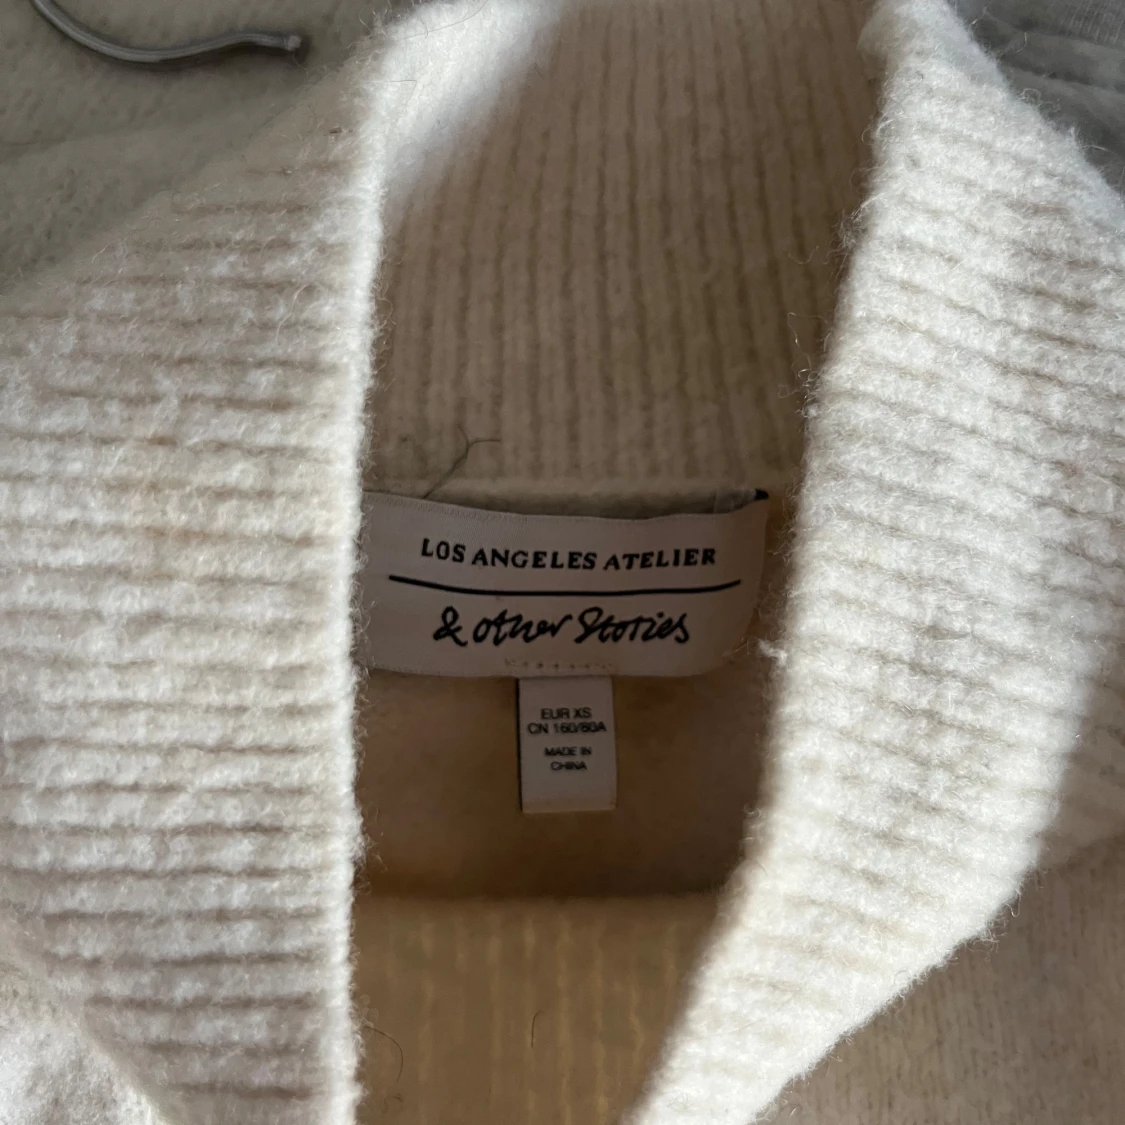 LOS ANGELES ATELIER
& other Stories
EUR XS
CN 160/80A
MADE IN
CHINA